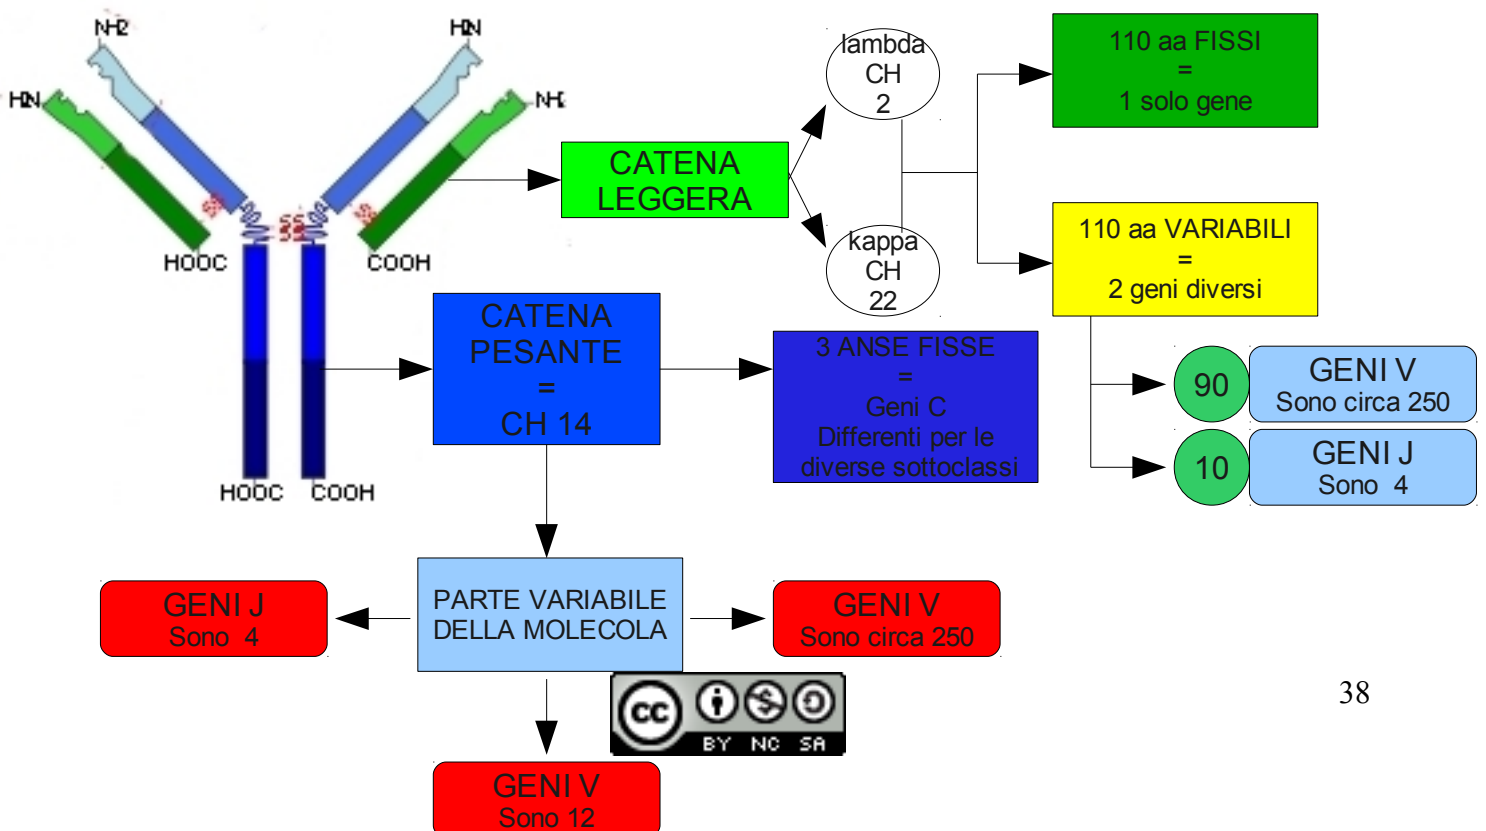 NH2
H2N
H2N
NH2
HOOC
COOH
HOOC
COOH
CATENA
LEGGERA
lambda
CH
2
kappa
CH
22
110 aa FISSI
=
1 solo gene
110 aa VARIABILI
=
2 geni diversi
90
GENI V
Sono circa 250
10
GENI J
Sono 4
CATENA
PESANTE
=
CH 14
3 ANSE FISSE
=
Geni C
Differenti per le
diverse sottoclassi
PARTE VARIABILE
DELLA MOLECOLA
GENI J
Sono 4
GENI V
Sono circa 250
GENI V
Sono 12
cc
BY NC SA
38